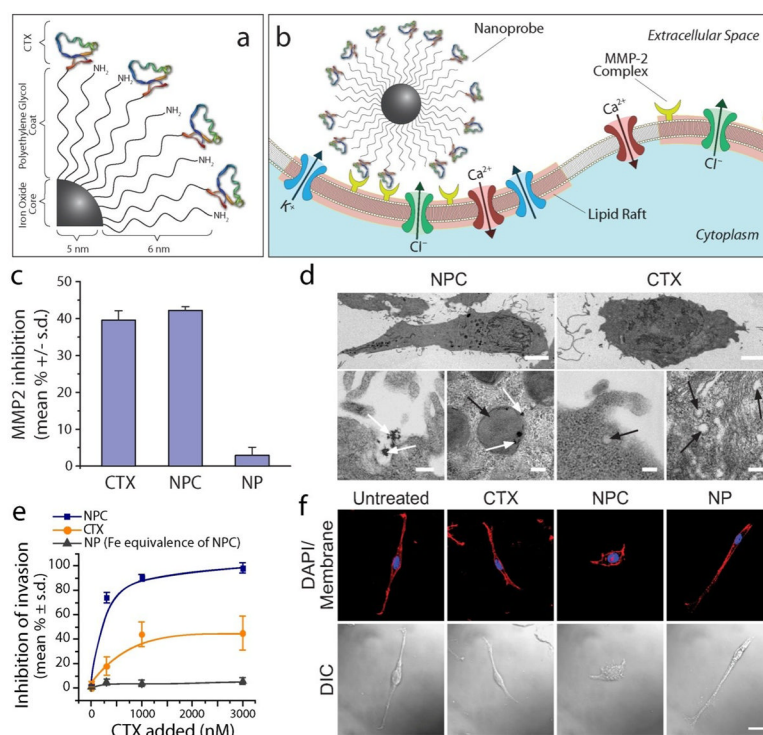 a
CTX
Polyethylene Glycol
Coat
Iron Oxide
Core
NH2
NH2
NH2
NH2
NH2
5 nm
6 nm
b
Nanoprobe
Extracellular Space
MMP-2
Complex
Ca²⁺
Cl⁻
K⁺
Cl⁻
Ca²⁺
Lipid Raft
Cytoplasm
c
MMP2 inhibition
(mean % +/- s.d.)
50
40
30
20
10
0
CTX NPC NP
d
NPC CTX
e
NPC
CTX
NP (Fe equivalence of NPC)
Inhibition of invasion
(mean % ± s.d.)
100
80
60
40
20
0
0 1000 2000 3000
CTX added (nM)
f
Untreated CTX NPC NP
DAPI/
Membrane
DIC